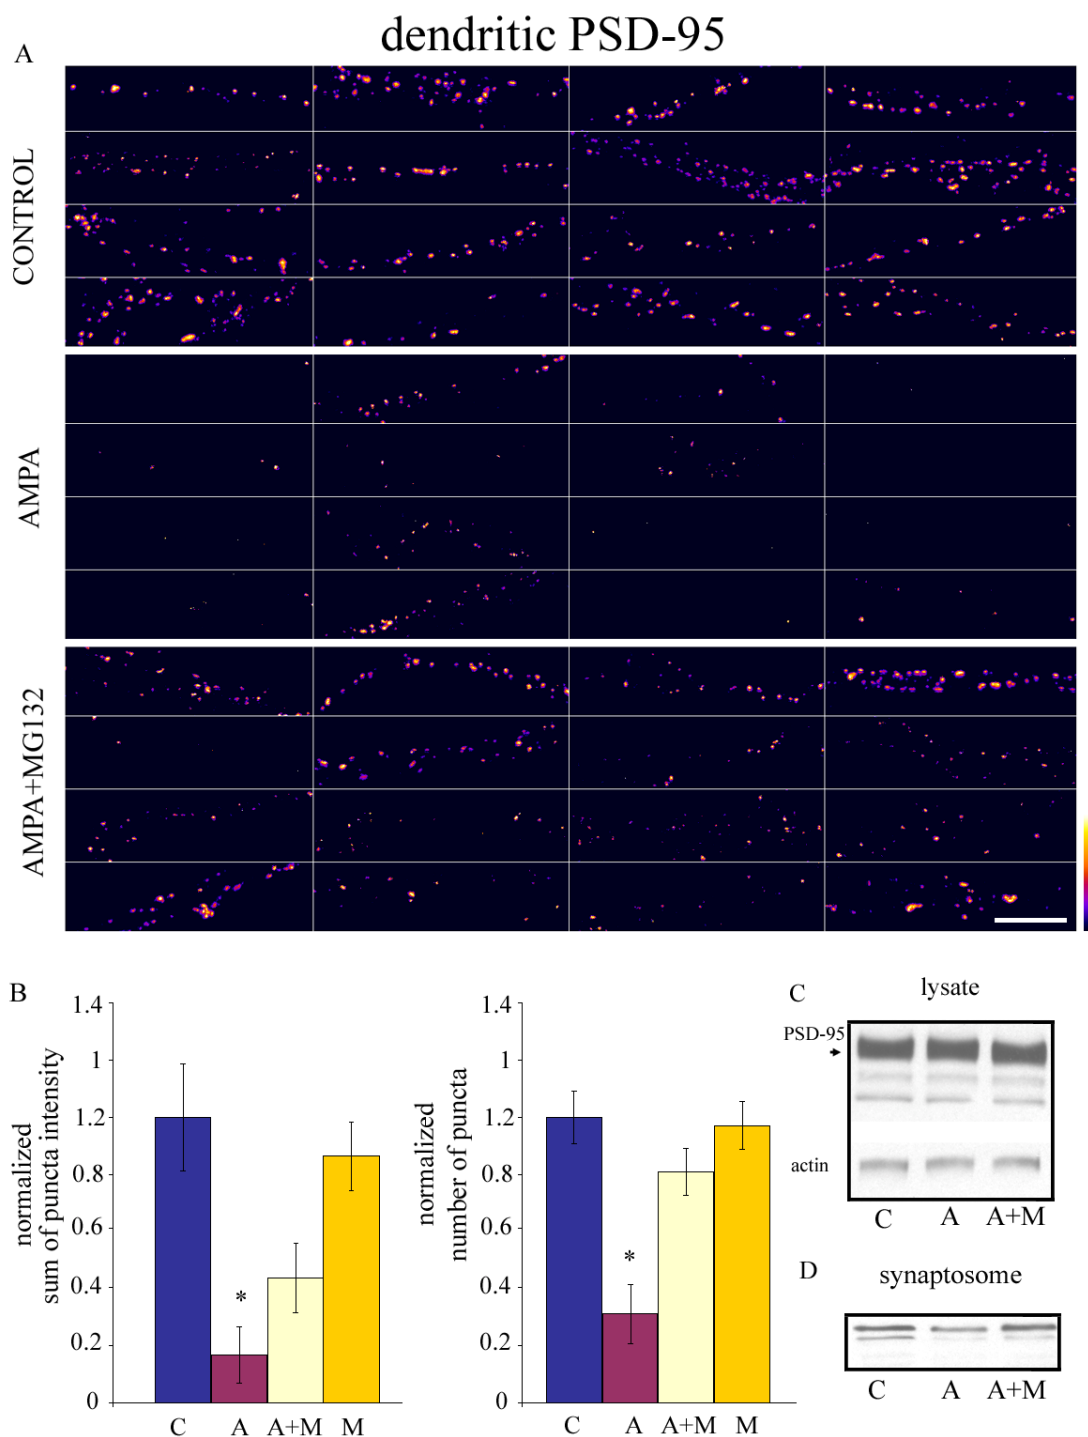 dendritic PSD-95
A
CONTROL
AMPA
AMPA+MG132
B
normalized
sum of puncta intensity
1.4
1
1.2
0.8
0.6
0.4
0.2
0
*
C A A+M M
normalized
number of puncta
1.4
1
1.2
0.8
0.6
0.4
0.2
0
*
C A A+M M
C
lysate
PSD-95
actin
C A A+M
D
synaptosome
C A A+M